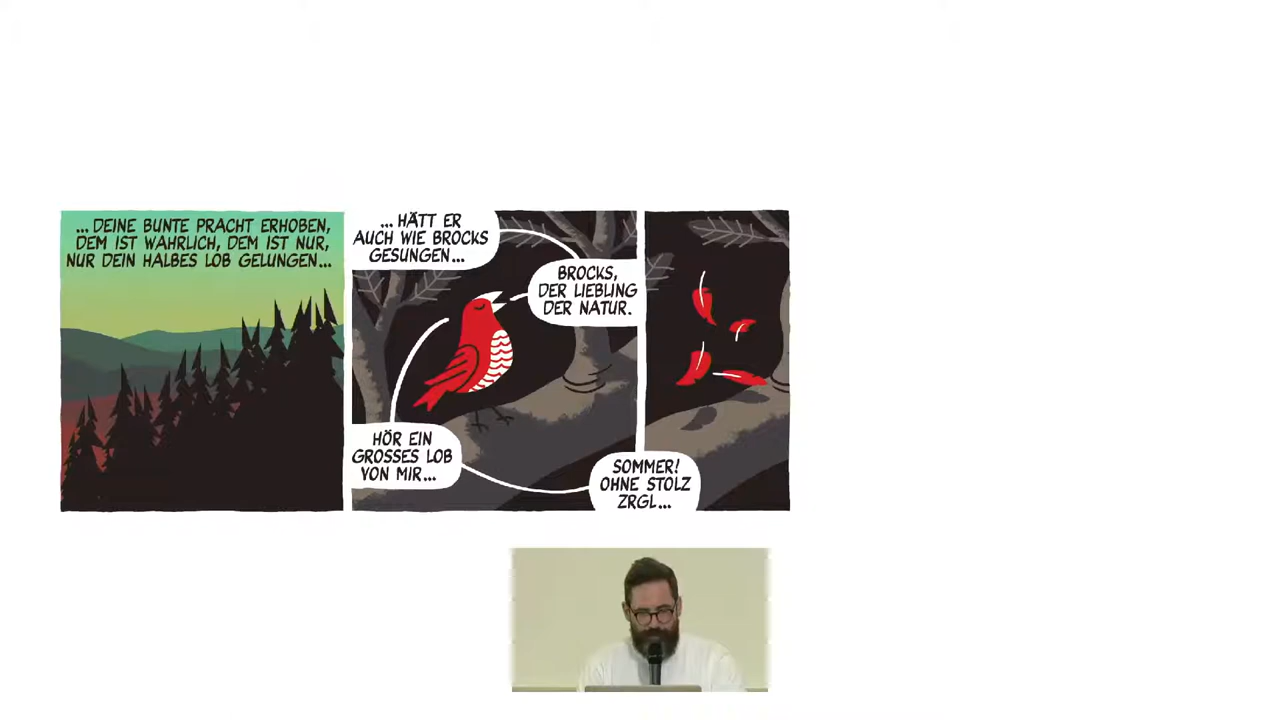 ...DEINE BUNTE PRACHT ERHOBEN,
DEM IST WAHRLICH, DEM IST NUR,
NUR DEIN HALBES LOB GELUNGEN...
...HÄTT ER
AUCH WIE BROCKS
GESUNGEN...
BROCKS,
DER LIEBLING
DER NATUR.
HÖR EIN
GROSSES LOB
VON MIR...
SOMMER!
OHNE STOLZ
ZRGL...